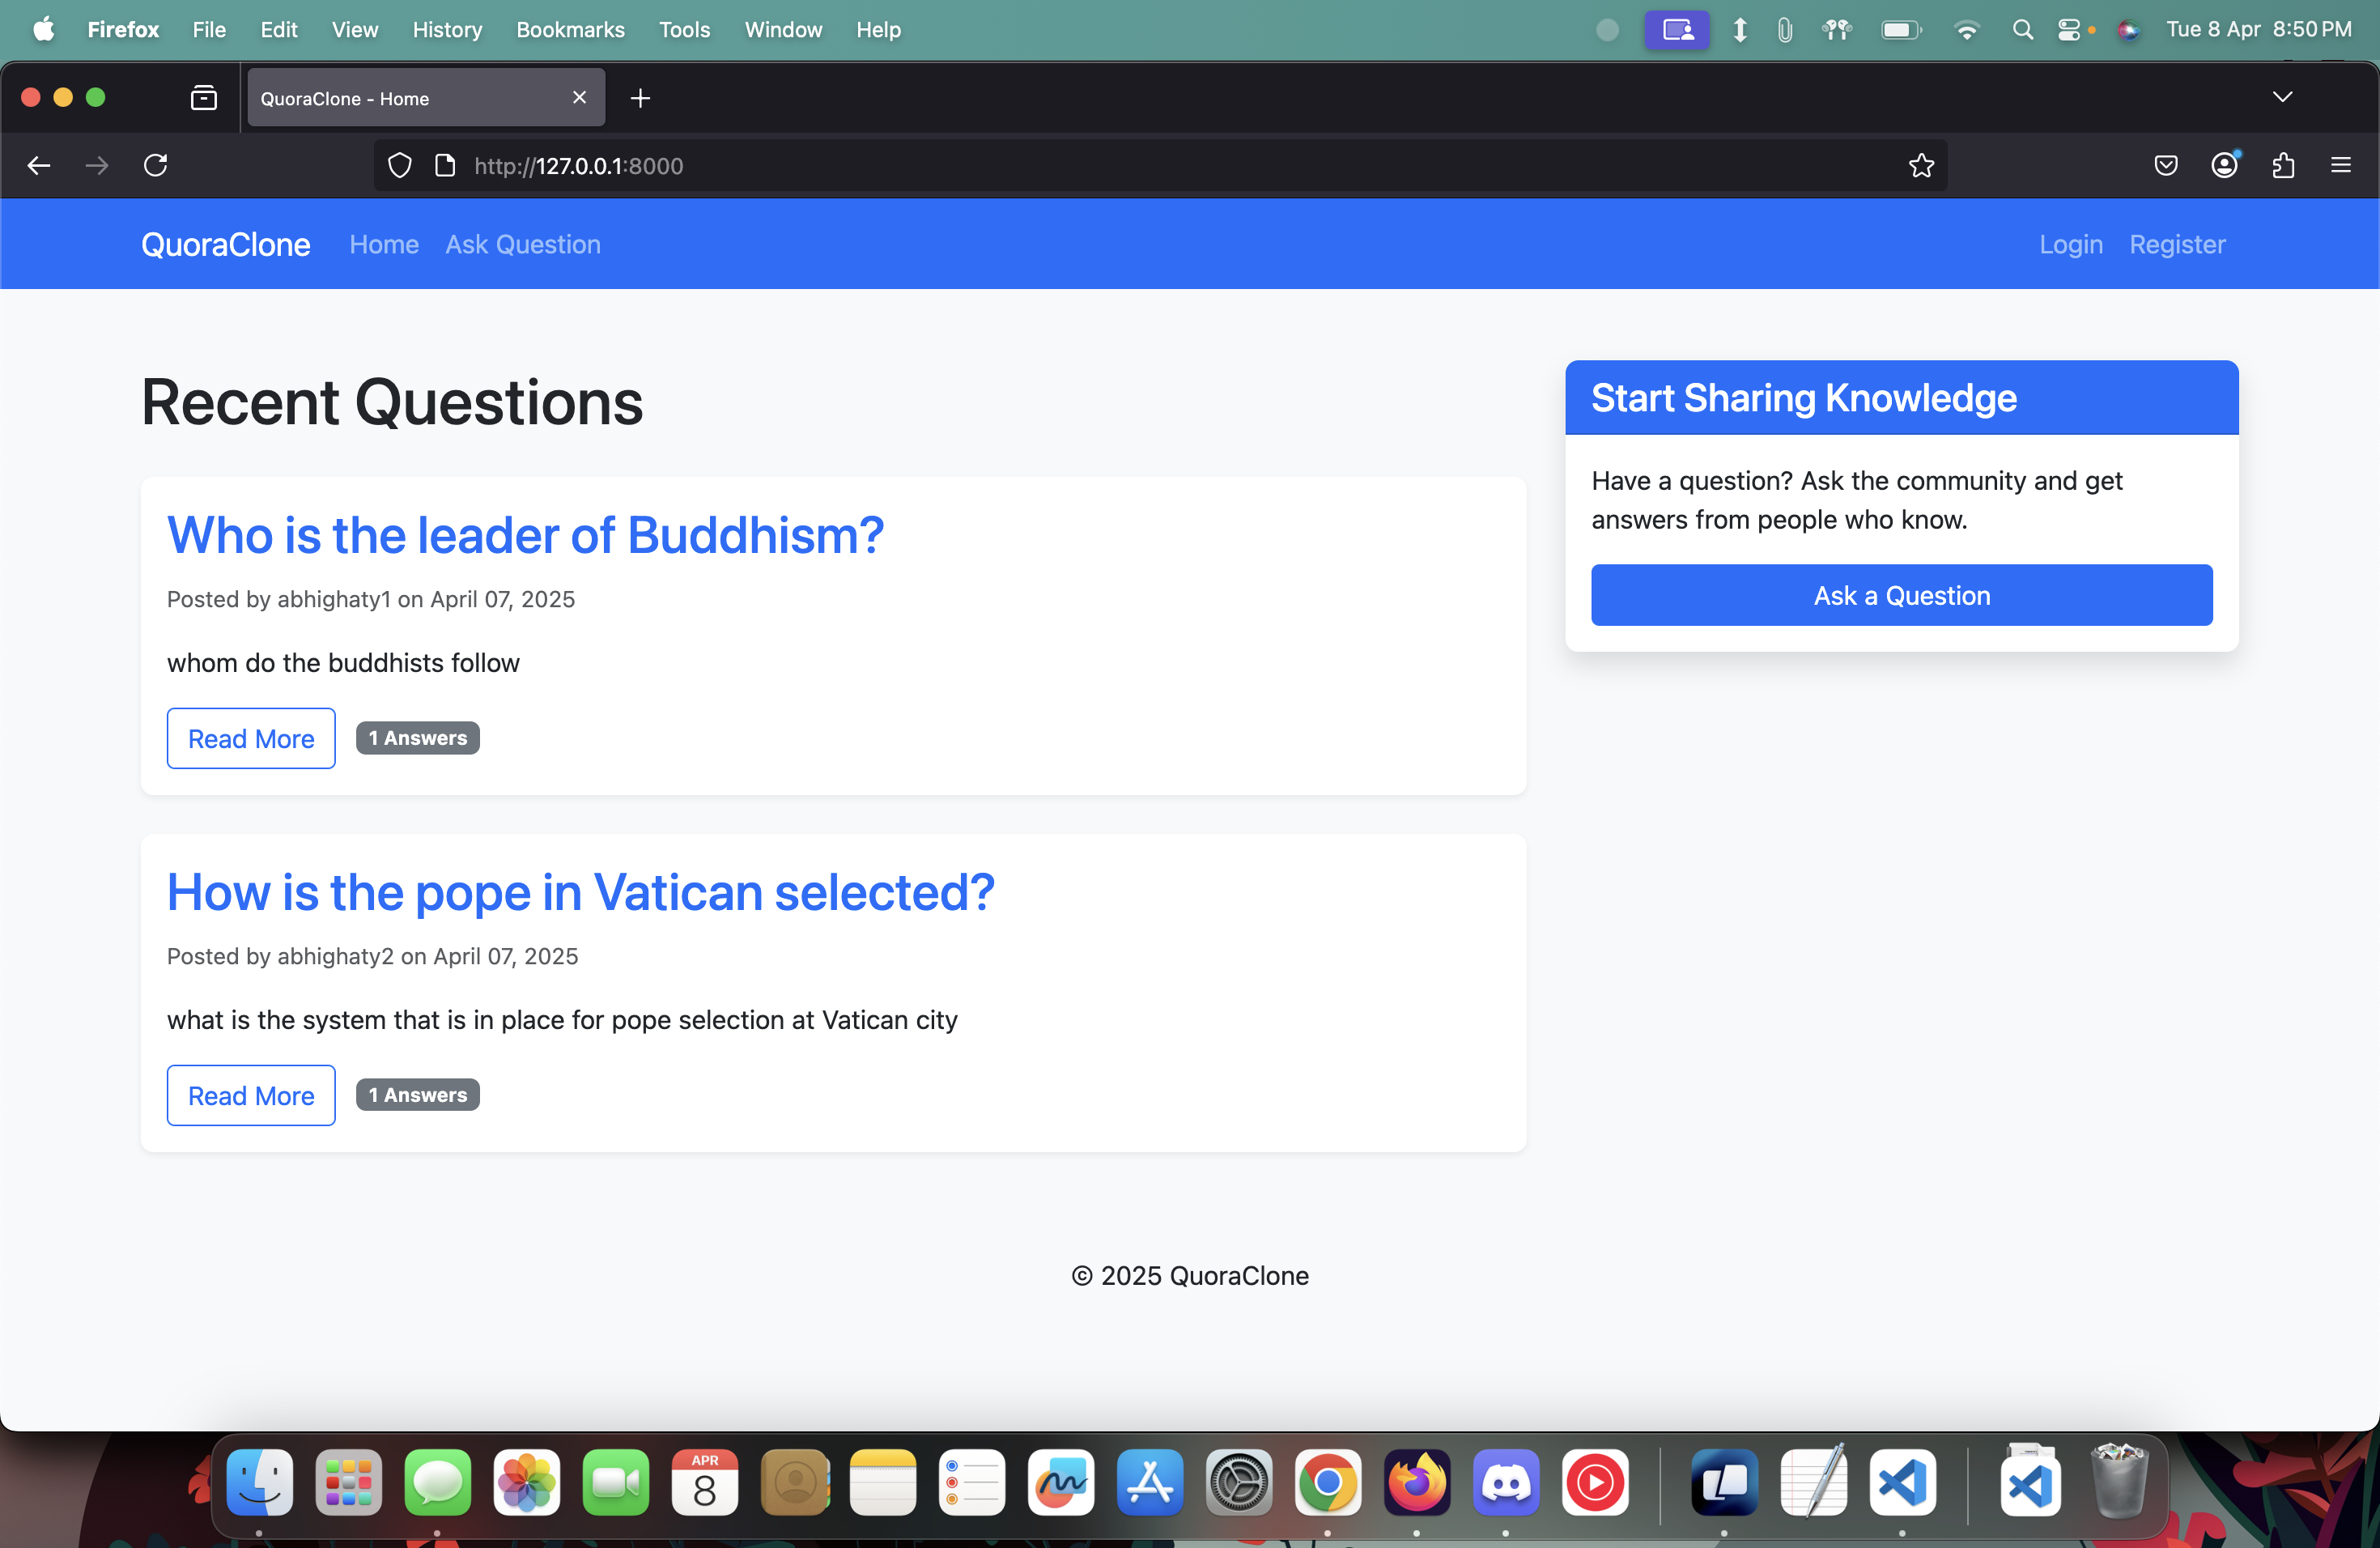 Firefox File Edit View History Bookmarks Tools Window Help Tue 8 Apr 8:50 PM
QuoraClone - Home
http://127.0.0.1:8000
QuoraClone Home Ask Question Login Register
Recent Questions
Who is the leader of Buddhism?
Posted by abhighaty1 on April 07, 2025
whom do the buddhists follow
Read More 1 Answers
How is the pope in Vatican selected?
Posted by abhighaty2 on April 07, 2025
what is the system that is in place for pope selection at Vatican city
Read More 1 Answers
Start Sharing Knowledge
Have a question? Ask the community and get
answers from people who know.
Ask a Question
© 2025 QuoraClone
APR
8